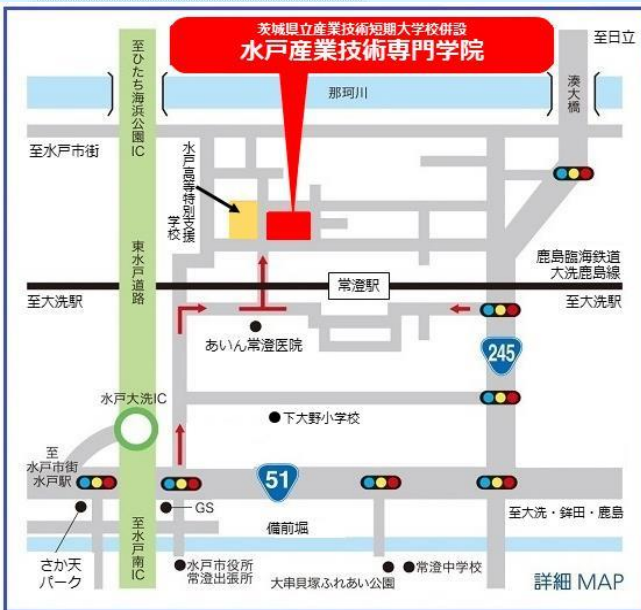 茨城県立産業技術短期大学校併設
水戸産業技術専門学院
至日立
至ひたち海浜公園IC
那珂川
湊大橋
至水戸市街
水戸高等特別支援
学校
東水戸道路
鹿島臨海鉄道
大洗鹿島線
常澄駅
至大洗駅
至大洗駅
あいん常澄医院
245
水戸大洗IC
下大野小学校
至
水戸市街
水戸駅
51
GS
至大洗・鉾田・鹿島
備前堀
さか天
パーク
至水戸南IC
水戸市役所
常澄出張所
大串貝塚ふれあい公園
常澄中学校
詳細 MAP